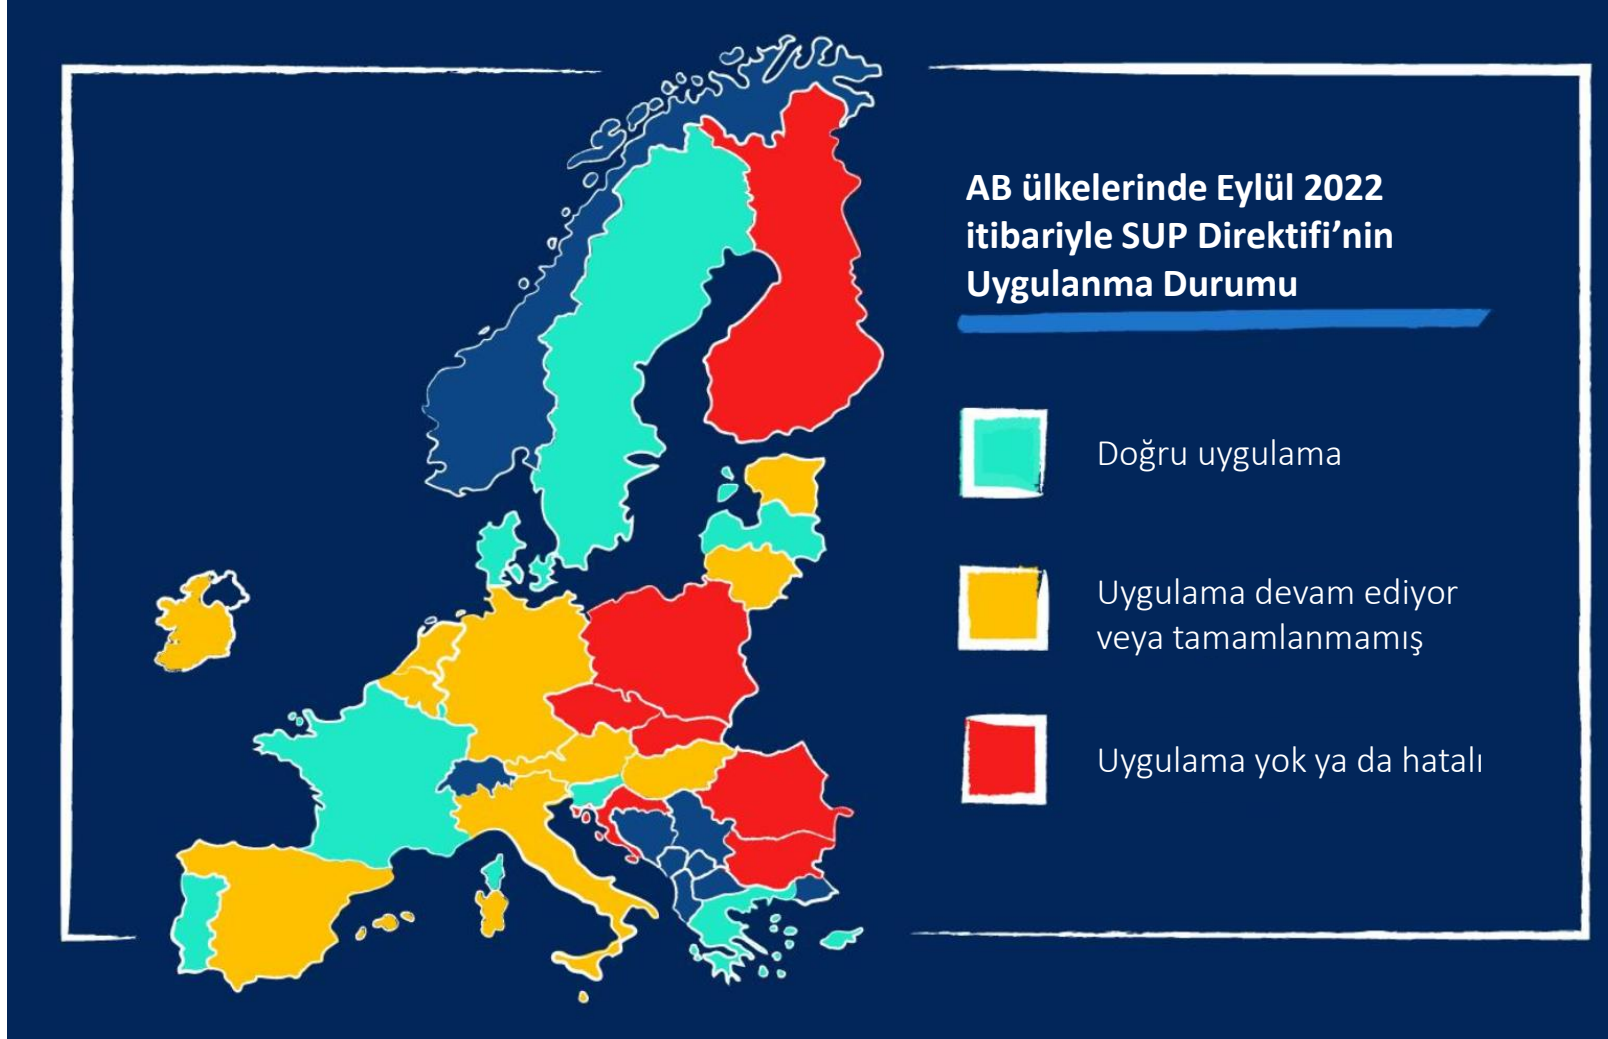 AB ülkelerinde Eylül 2022
itibariyle SUP Direktifi’nin
Uygulanma Durumu
Doğru uygulama
Uygulama devam ediyor
veya tamamlanmamış
Uygulama yok ya da hatalı